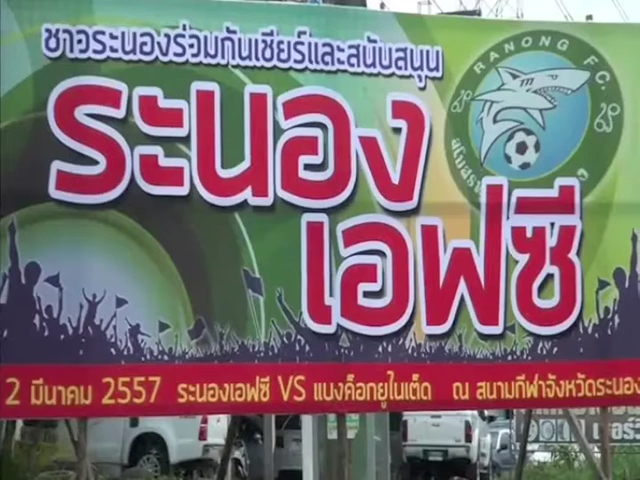 ชาวระนองร่วมกันเชียร์และสนับสนุน
RANONG FC.
ระนอง
เอฟซี
2 มีนาคม 2557 ระนองเอฟซี VS แบงค็อกยูไนเต็ด ณ สนามกีฬาจังหวัดระนอง